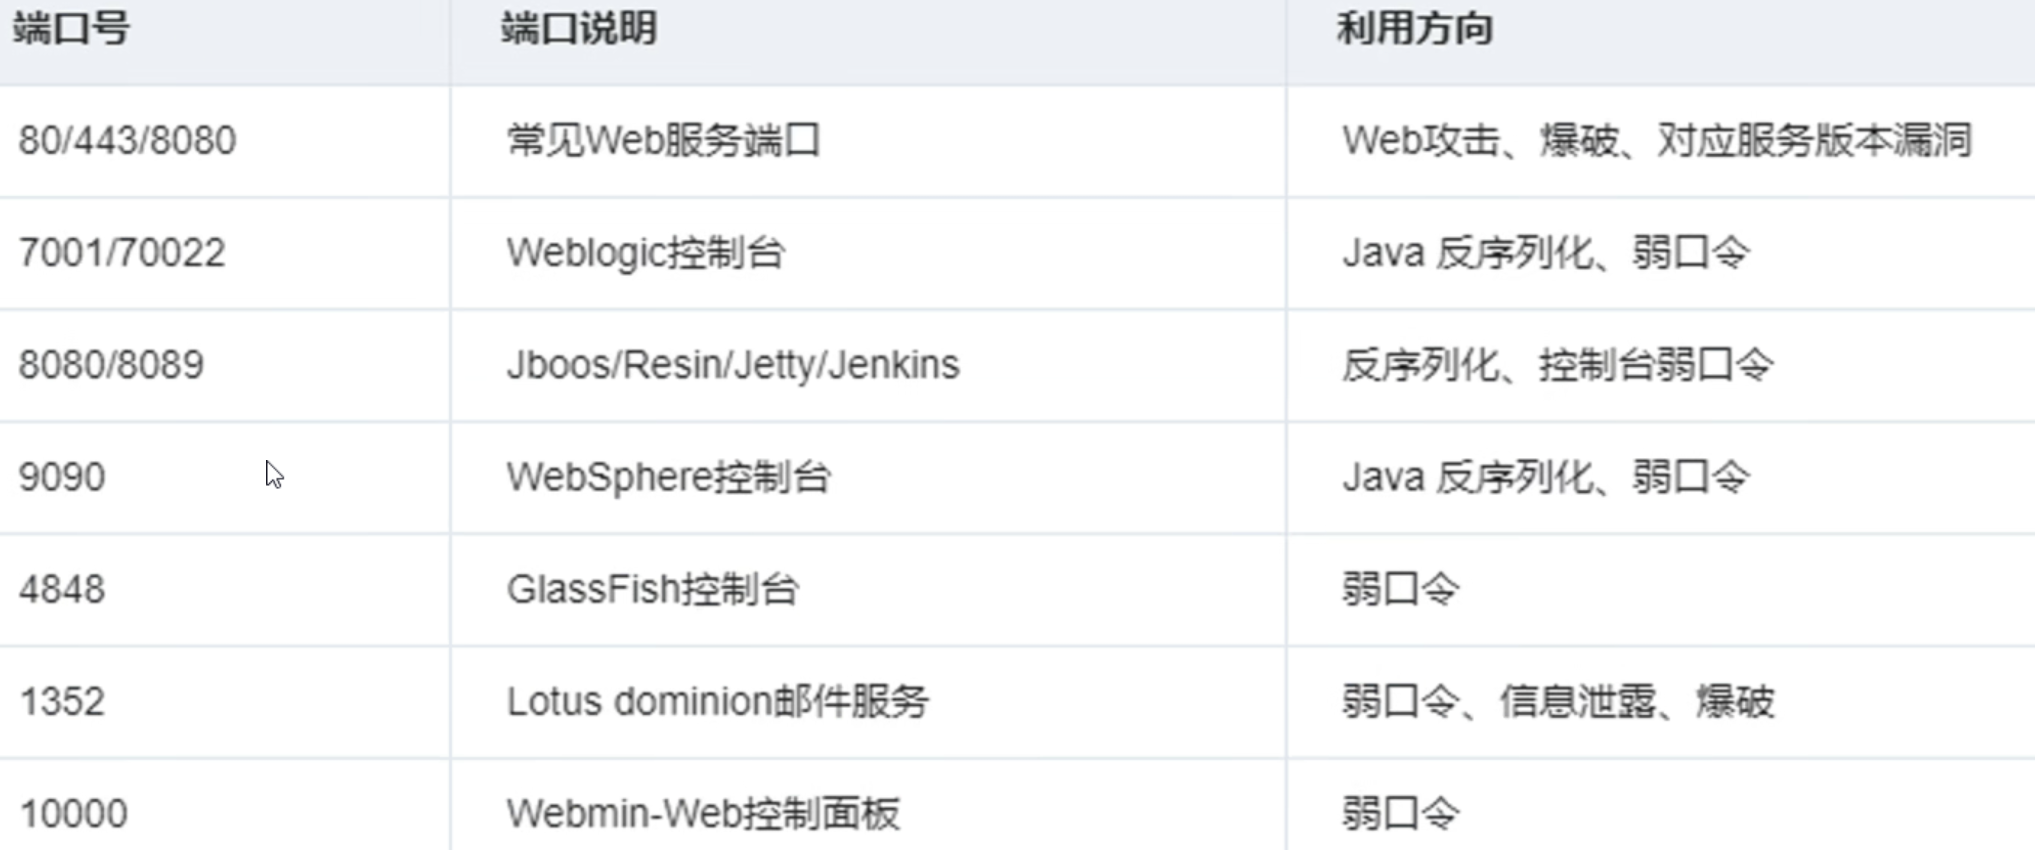 端口号 端口说明 利用方向
80/443/8080 常见Web服务端口 Web攻击、爆破、对应服务版本漏洞
7001/70022 Weblogic控制台 Java 反序列化、弱口令
8080/8089 Jboos/Resin/Jetty/Jenkins 反序列化、控制台弱口令
9090 WebSphere控制台 Java 反序列化、弱口令
4848 GlassFish控制台 弱口令
1352 Lotus dominion邮件服务 弱口令、信息泄露、爆破
10000 Webmin-Web控制面板 弱口令